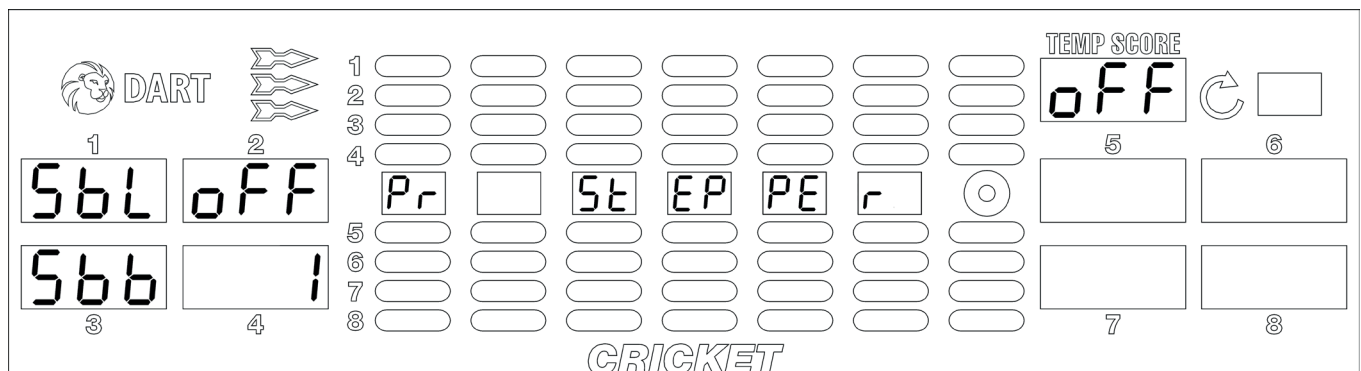 TEMP SCORE
DART
oFF
1 2 3 4
1 2 5 6
SbL oFF Pr St EP PE r
5 6 7 8
Sbb 1
3 4 7 8
CRICKET